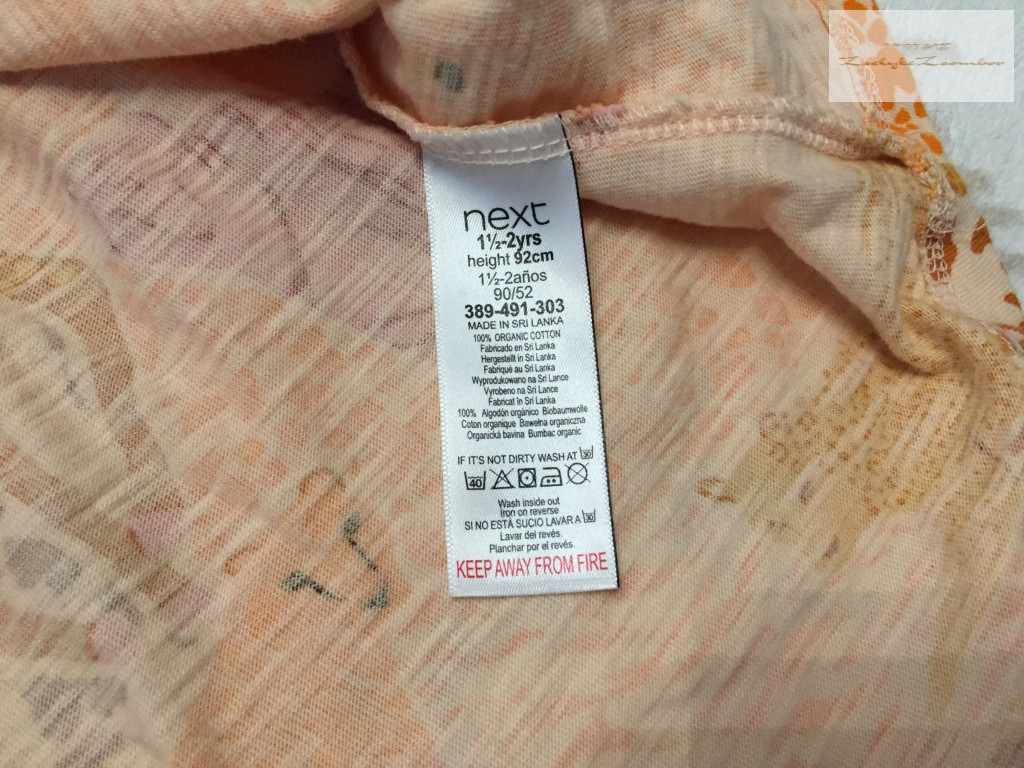 next
1½-2yrs
height 92cm
1½-2años
90/52
389-491-303
MADE IN SRI LANKA
100% ORGANIC COTTON
Fabricado en Sri Lanka
Hergestellt in Sri Lanka
Fabriqué au Sri Lanka
Wyprodukowano na Sri Lance
Vyrobeno na Sri Lance
Fabricat în Sri Lanka
100% Algodón orgánico Biobaumwolle
Coton organique Bawełna organiczna
Organická bavlna Bumbac organic
IF IT'S NOT DIRTY WASH AT 30
40
Wash inside out
Iron on reverse
SI NO ESTÁ SUCIO LAVAR A 30
Lavar del revés.
Planchar por el revés.
KEEP AWAY FROM FIRE